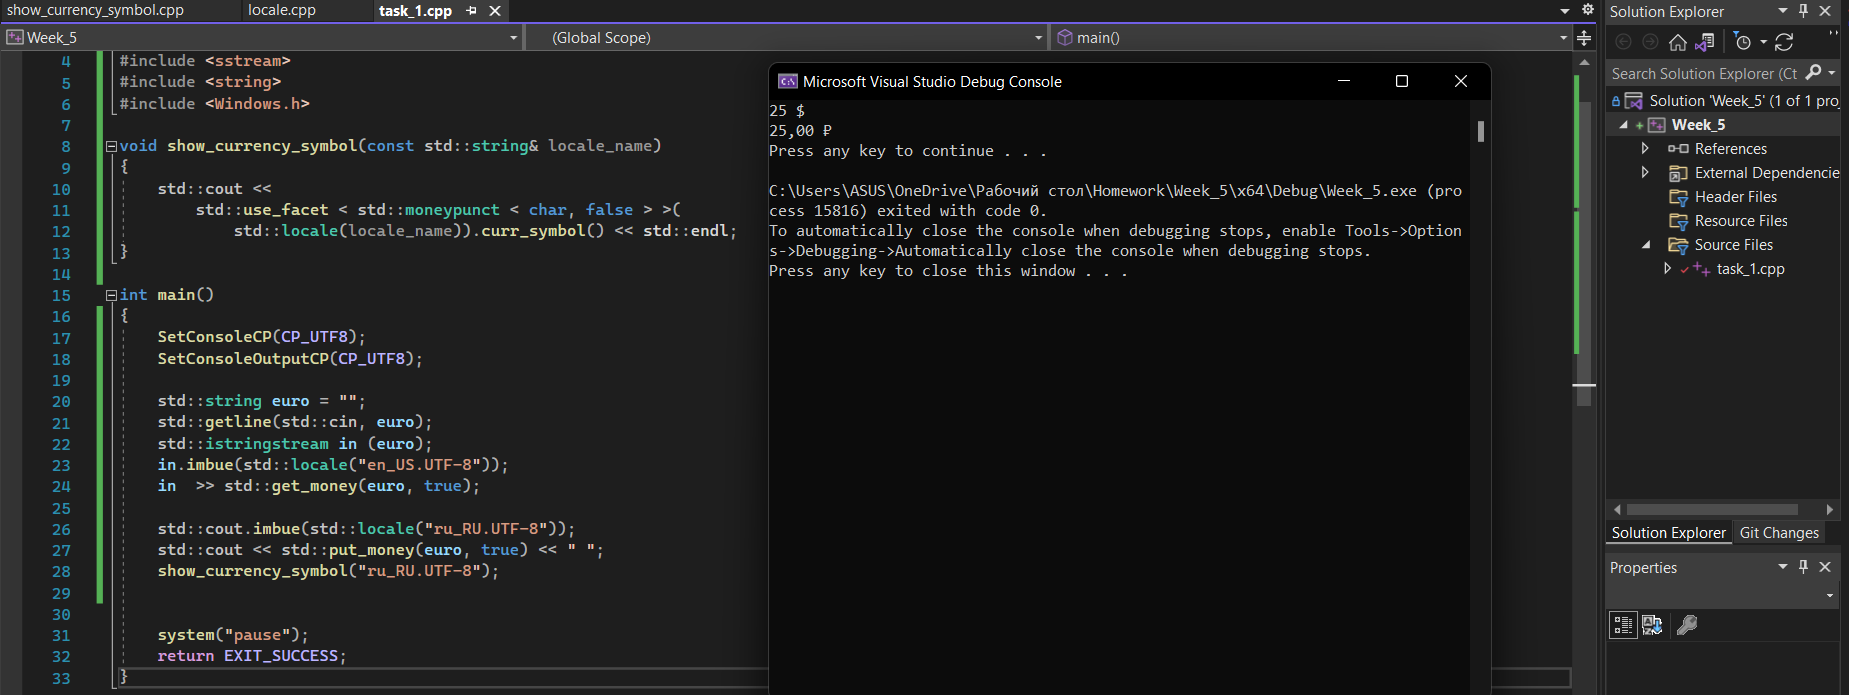 show_currency_symbol.cpp
locale.cpp
task_1.cpp
Week_5
(Global Scope)
main()
4 #include <sstream>
5 #include <string>
6 #include <Windows.h>
7
8 void show_currency_symbol(const std::string& locale_name)
9 {
10 std::cout <<
11 std::use_facet < std::moneypunct < char, false > >(
12 std::locale(locale_name)).curr_symbol() << std::endl;
13 }
14
15 int main()
16 {
17 SetConsoleCP(CP_UTF8);
18 SetConsoleOutputCP(CP_UTF8);
19
20 std::string euro = "";
21 std::getline(std::cin, euro);
22 std::istringstream in (euro);
23 in.imbue(std::locale("en_US.UTF-8"));
24 in >> std::get_money(euro, true);
25
26 std::cout.imbue(std::locale("ru_RU.UTF-8"));
27 std::cout << std::put_money(euro, true) << " ";
28 show_currency_symbol("ru_RU.UTF-8");
29
30
31 system("pause");
32 return EXIT_SUCCESS;
33 }
Microsoft Visual Studio Debug Console
25 $
25,00 ₽
Press any key to continue . . .
C:\Users\ASUS\OneDrive\Рабочий стол\Homework\Week_5\x64\Debug\Week_5.exe (pro
cess 15816) exited with code 0.
To automatically close the console when debugging stops, enable Tools->Option
s->Debugging->Automatically close the console when debugging stops.
Press any key to close this window . . .
Solution Explorer
Search Solution Explorer (Ct
Solution 'Week_5' (1 of 1 pro
Week_5
References
External Dependencie
Header Files
Resource Files
Source Files
task_1.cpp
Solution Explorer
Git Changes
Properties